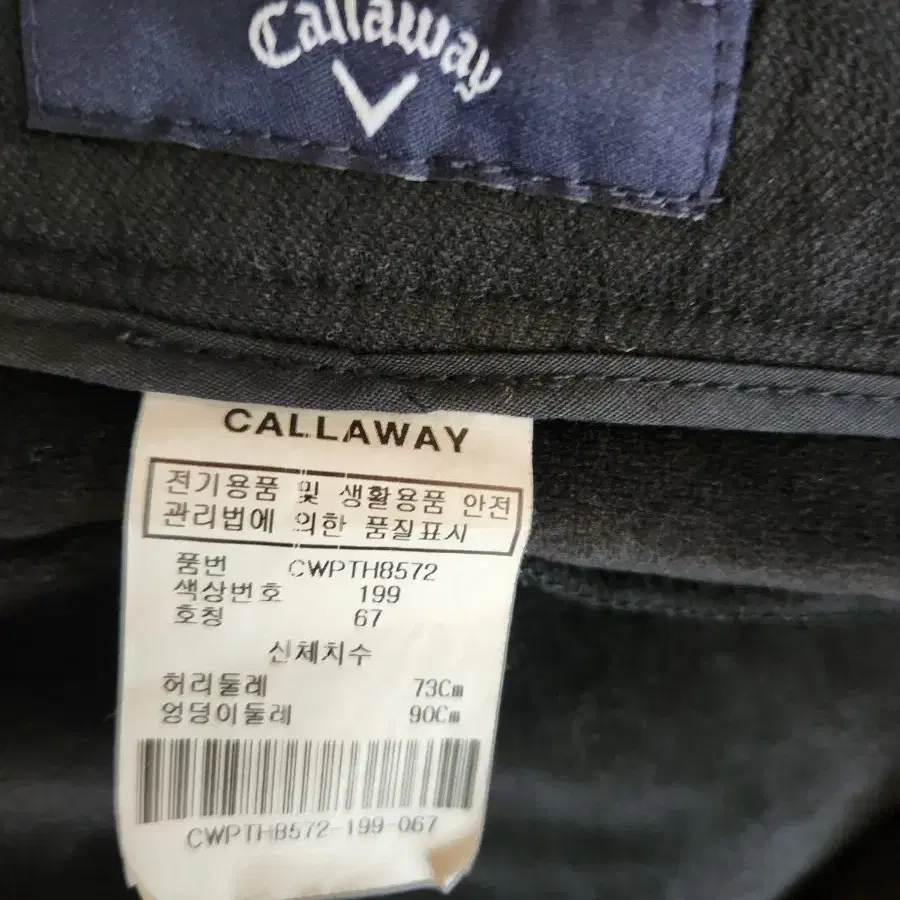 Callaway
CALLAWAY
전기용품 및 생활용품 안전
관리법에 의한 품질표시
품번 CWPTH8572
색상번호 199
호칭 67
신체치수
허리둘레 73Cm
엉덩이둘레 90Cm
CWPTH8572-199-067